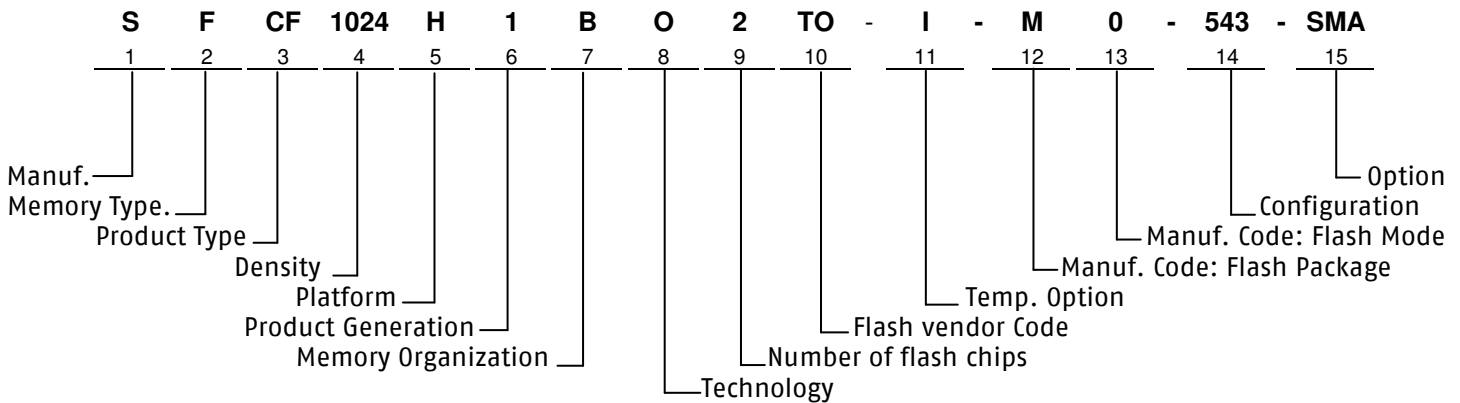 S F CF 1024 H 1 B O 2 TO - I - M 0 - 543 - SMA
1 2 3 4 5 6 7 8 9 10 11 12 13 14 15
Manuf. Option
Memory Type. Configuration
Product Type Manuf. Code: Flash Mode
Density Manuf. Code: Flash Package
Platform Temp. Option
Product Generation Flash vendor Code
Memory Organization Number of flash chips
Technology